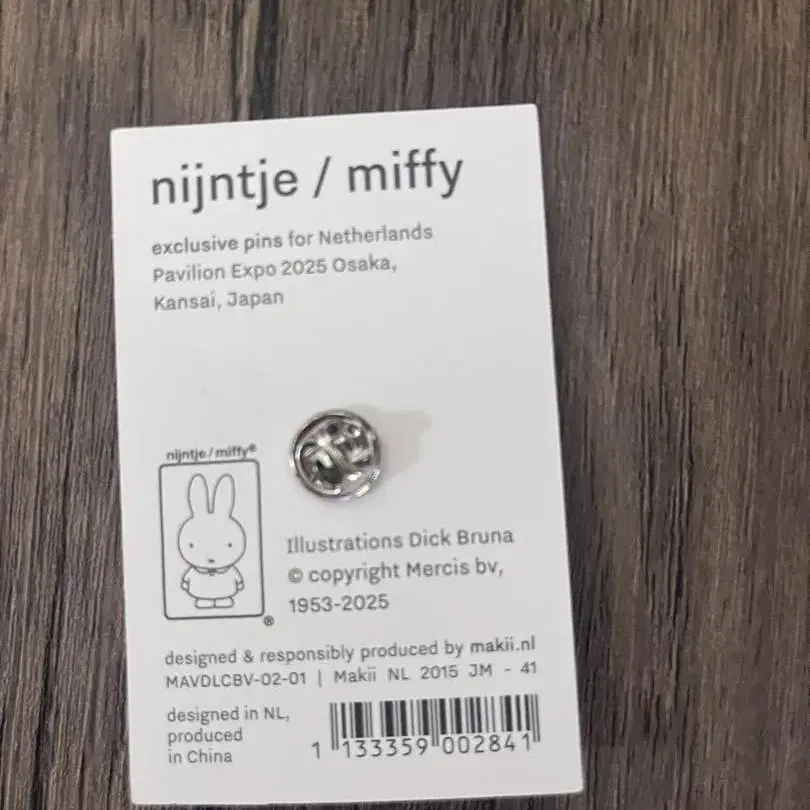 nijntje / miffy
exclusive pins for Netherlands
Pavilion Expo 2025 Osaka,
Kansai, Japan
nijntje / miffy®
®
Illustrations Dick Bruna
© copyright Mercis bv,
1953-2025
designed & responsibly produced by makii.nl
MAVDLCBV-02-01 | Makii NL 2015 JM - 41
designed in NL,
produced
in China
1 133359 002841